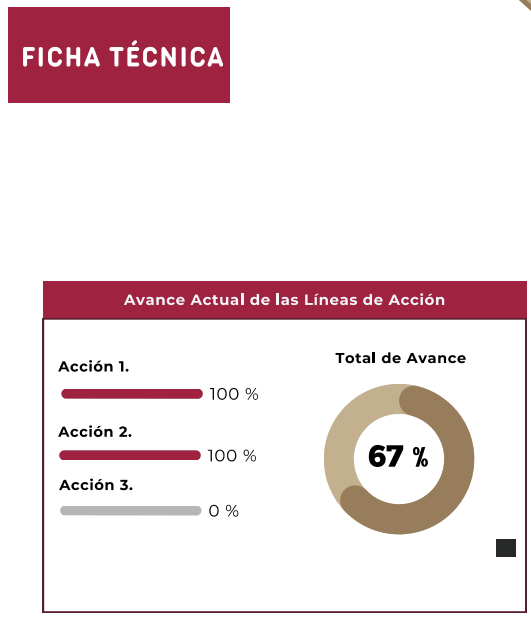 FICHA TÉCNICA
Avance Actual de las Líneas de Acción
Acción 1.
100 %
Acción 2.
100 %
Acción 3.
0 %
Total de Avance
67 %